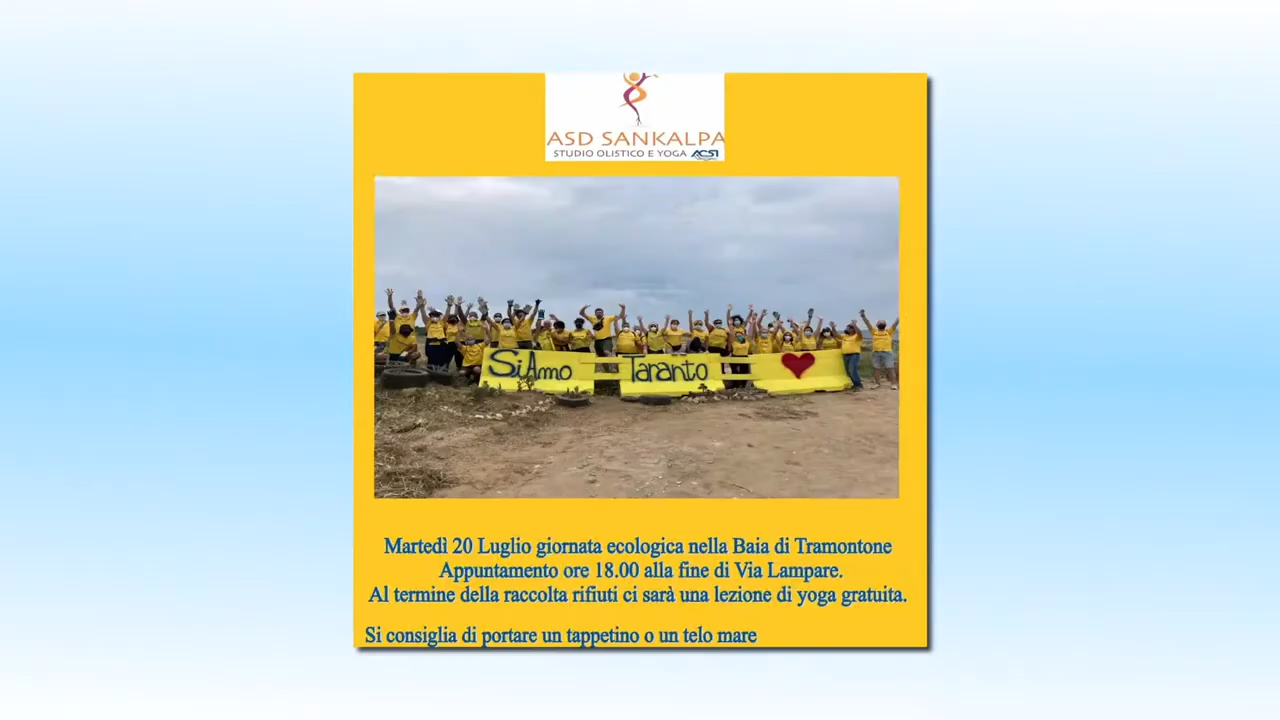 ASD SANKALPA
STUDIO OLISTICO E YOGA ACSI
SiAmo Taranto
Martedì 20 Luglio giornata ecologica nella Baia di Tramontone
Appuntamento ore 18.00 alla fine di Via Lampare.
Al termine della raccolta rifiuti ci sarà una lezione di yoga gratuita.
Si consiglia di portare un tappetino o un telo mare